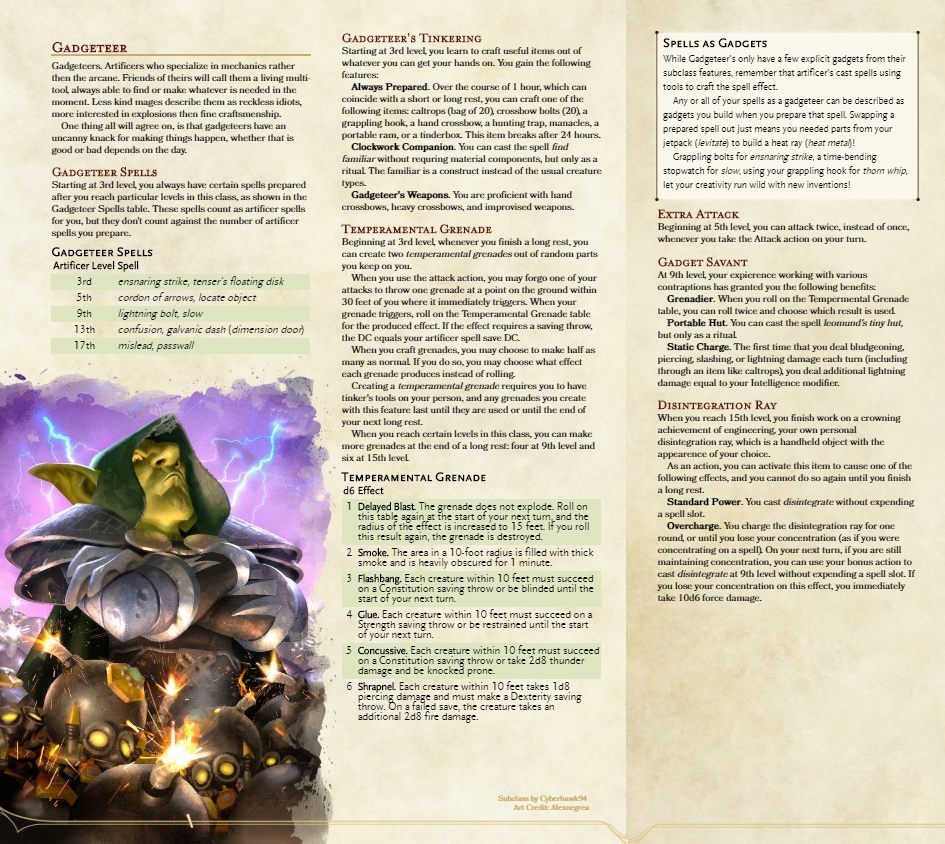 Gadgeteer
Gadgeteers. Artificers who specialize in mechanics rather
then the arcane. Friends of theirs will call them a living multi-
tool, always able to find or make whatever is needed in the
moment. Less kind mages describe them as reckless idiots,
more interested in explosions then fine craftsmanship.
One thing all will agree on, is that gadgeteers have an
uncanny knack for making things happen, whether that is
good or bad depends on the day.
Gadgeteer Spells
Starting at 3rd level, you always have certain spells prepared
after you reach particular levels in this class, as shown in the
Gadgeteer Spells table. These spells count as artificer spells
for you, but they don't count against the number of artificer
spells you prepare.
Gadgeteer Spells
Artificer Level Spell
3rd ensnaring strike, tenser's floating disk
5th cordon of arrows, locate object
9th lightning bolt, slow
13th confusion, galvanic dash (dimension door)
17th mislead, passwall
Gadgeteer's Tinkering
Starting at 3rd level, you learn to craft useful items out of
whatever you can get your hands on. You gain the following
features:
Always Prepared. Over the course of 1 hour, which can
coincide with a short or long rest, you can craft one of the
following items: caltrops (bag of 20), crossbow bolts (20), a
grappling hook, a hand crossbow, a hunting trap, manacles, a
portable ram, or a tinderbox. This item breaks after 24 hours.
Clockwork Companion. You can cast the spell find
familiar without requring material components, but only as a
ritual. The familiar is a construct instead of the usual creature
types.
Gadgeteer's Weapons. You are proficient with hand
crossbows, heavy crossbows, and improvised weapons.
Temperamental Grenade
Beginning at 3rd level, whenever you finish a long rest, you
can create two temperamental grenades out of random parts
you keep on you.
When you use the attack action, you may forgo one of your
attacks to throw one grenade at a point on the ground within
30 feet of you where it immediately triggers. When your
grenade triggers, roll on the Temperamental Grenade table
for the produced effect. If the effect requires a saving throw,
the DC equals your artificer spell save DC.
When you craft grenades, you may choose to make half as
many as normal. If you do so, you may choose what effect
each grenade produces instead of rolling.
Creating a temperamental grenade requires you to have
tinker's tools on your person, and any grenades you create
with this feature last until they are used or until the end of
your next long rest.
When you reach certain levels in this class, you can make
more grenades at the end of a long rest: four at 9th level and
six at 15th level.
Temperamental Grenade
d6 Effect
1 Delayed Blast. The grenade does not explode. Roll on
this table again at the start of your next turn, and the
radius of the effect is increased to 15 feet. If you roll
this result again, the grenade is destroyed.
2 Smoke. The area in a 10-foot radius is filled with thick
smoke and is heavily obscured for 1 minute.
3 Flashbang. Each creature within 10 feet must succeed
on a Constitution saving throw or be blinded until the
start of your next turn.
4 Glue. Each creature within 10 feet must succeed on a
Strength saving throw or be restrained until the start
of your next turn.
5 Concussive. Each creature within 10 feet must succeed
on a Constitution saving throw or take 2d8 thunder
damage and be knocked prone.
6 Shrapnel. Each creature within 10 feet takes 1d8
piercing damage and must make a Dexterity saving
throw. On a failed save, the creature takes an
additional 2d8 fire damage.
Subclass by Cyberhawk94
Art Credit: Alexnegrea
Spells as Gadgets
While Gadgeteer's only have a few explicit gadgets from their
subclass features, remember that artificer's cast spells using
tools to craft the spell effect.
Any or all of your spells as a gadgeteer can be described as
gadgets you build when you prepare that spell. Swapping a
prepared spell out just means you needed parts from your
jetpack (levitate) to build a heat ray (heat metal)!
Grappling bolts for ensnaring strike, a time-bending
stopwatch for slow, using your grappling hook for thorn whip,
let your creativity run wild with new inventions!
Extra Attack
Beginning at 5th level, you can attack twice, instead of once,
whenever you take the Attack action on your turn.
Gadget Savant
At 9th level, your expierence working with various
contraptions has granted you the following benefits:
Grenadier. When you roll on the Tempermental Grenade
table, you can roll twice and choose which result is used.
Portable Hut. You can cast the spell leomund's tiny hut,
but only as a ritual.
Static Charge. The first time that you deal bludgeoning,
piercing, slashing, or lightning damage each turn (including
through an item like caltrops), you deal additional lightning
damage equal to your Intelligence modifier.
Disintegration Ray
When you reach 15th level, you finish work on a crowning
achievement of engineering, your own personal
disintegration ray, which is a handheld object with the
appearance of your choice.
As an action, you can activate this item to cause one of the
following effects, and you cannot do so again until you finish
a long rest.
Standard Power. You cast disintegrate without expending
a spell slot.
Overcharge. You charge the disintegration ray for one
round, or until you lose your concentration (as if you were
concentrating on a spell). On your next turn, if you are still
maintaining concentration, you can use your bonus action to
cast disintegrate at 9th level without expending a spell slot. If
you lose your concentration on this effect, you immediately
take 10d6 force damage.